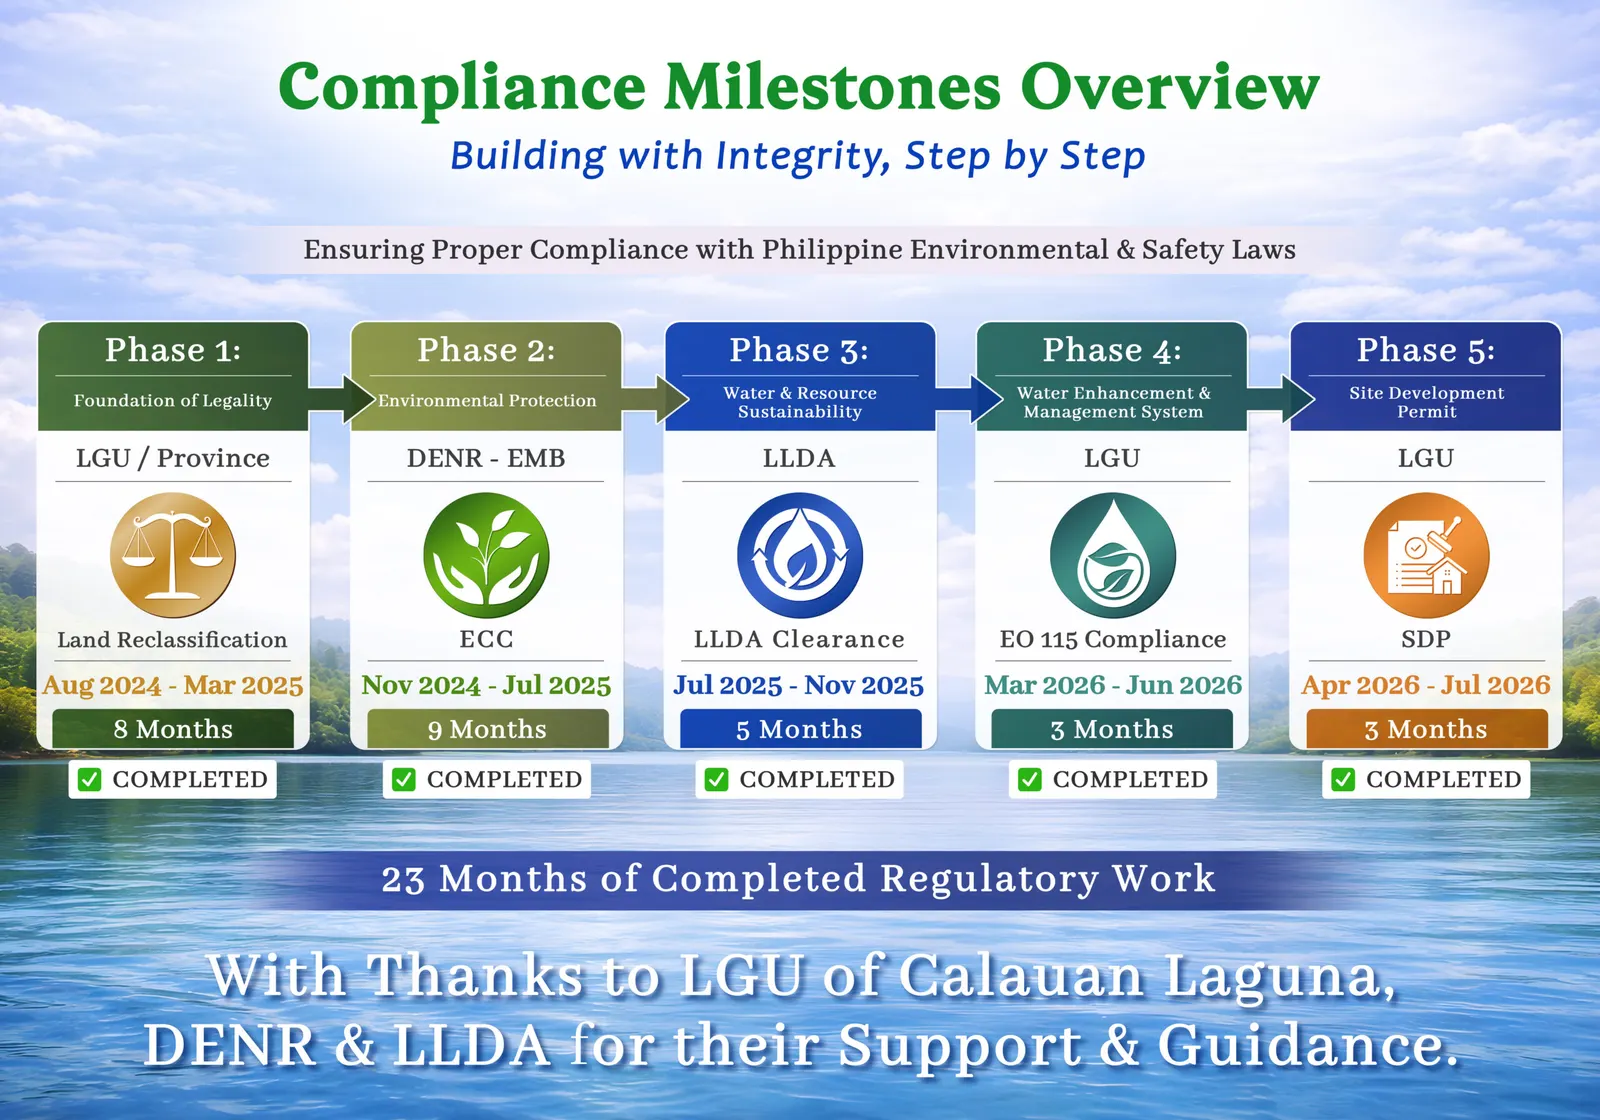 Compliance Milestones Overview
Building with Integrity, Step by Step
Ensuring Proper Compliance with Philippine Environmental & Safety Laws
Phase 1:
Foundation of Legality
LGU / Province
Land Reclassification
Aug 2024 - Mar 2025
8 Months
COMPLETED
Phase 2:
Environmental Protection
DENR - EMB
ECC
Nov 2024 - Jul 2025
9 Months
COMPLETED
Phase 3:
Water & Resource
Sustainability
LLDA
LLDA Clearance
Jul 2025 - Nov 2025
5 Months
COMPLETED
Phase 4:
Water Enhancement &
Management System
LGU
EO 115 Compliance
Mar 2026 - Jun 2026
3 Months
COMPLETED
Phase 5:
Site Development
Permit
LGU
SDP
Apr 2026 - Jul 2026
3 Months
COMPLETED
23 Months of Completed Regulatory Work
With Thanks to LGU of Calauan Laguna,
DENR & LLDA for their Support & Guidance.